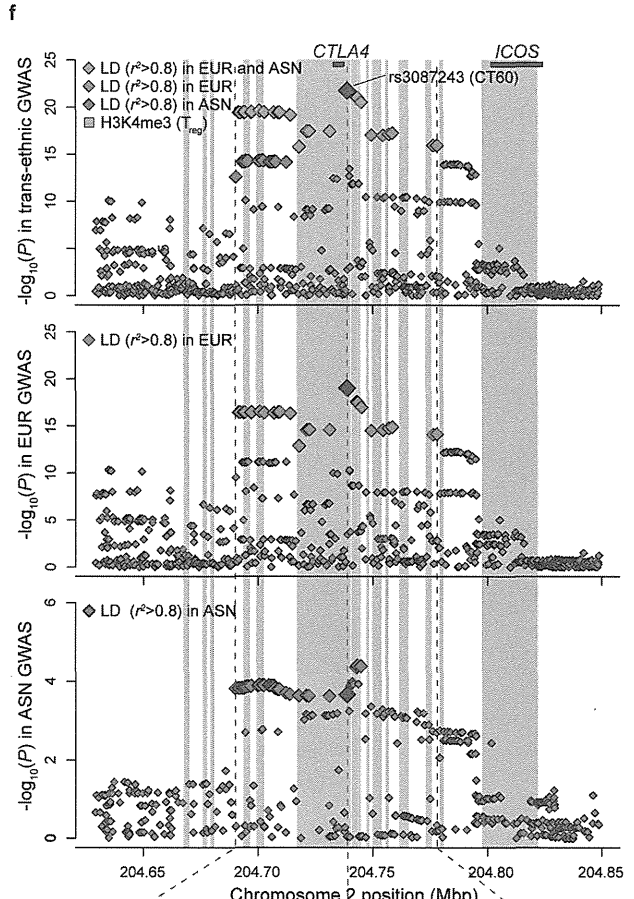 f
CTLA4
ICOS
25
20
15
10
5
0
-log10(P) in trans-ethnic GWAS
LD (r²>0.8) in EUR and ASN
LD (r²>0.8) in EUR
LD (r²>0.8) in ASN
H3K4me3 (Treg)
rs3087243 (CT60)
25
20
15
10
5
0
-log10(P) in EUR GWAS
LD (r²>0.8) in EUR
6
4
2
0
-log10(P) in ASN GWAS
LD (r²>0.8) in ASN
204.65 204.70 204.75 204.80 204.85
Chromosome 2 position (Mbp)